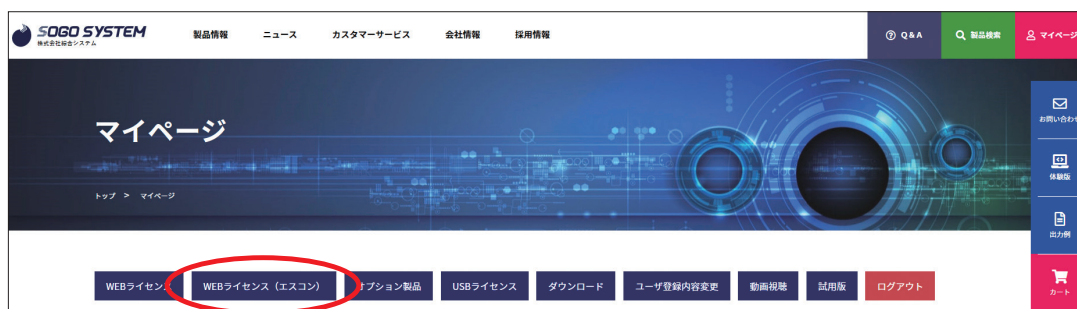 SOGO SYSTEM
株式会社総合システム
製品情報 ニュース カスタマーサービス 会社情報 採用情報
Q&A 製品検索 マイページ
マイページ
トップ > マイページ
お問い合わせ
体験版
出力例
カート
WEBライセンス WEBライセンス（エスコン） オプション製品 USBライセンス ダウンロード ユーザ登録内容変更 動画視聴 試用版 ログアウト